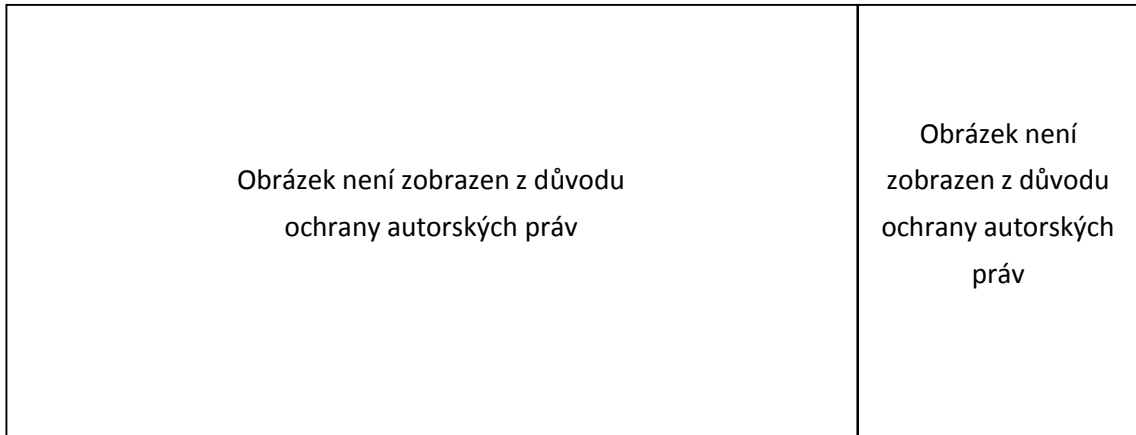 Obrázek není zobrazen z důvodu
ochrany autorských práv
Obrázek není
zobrazen z důvodu
ochrany autorských
práv